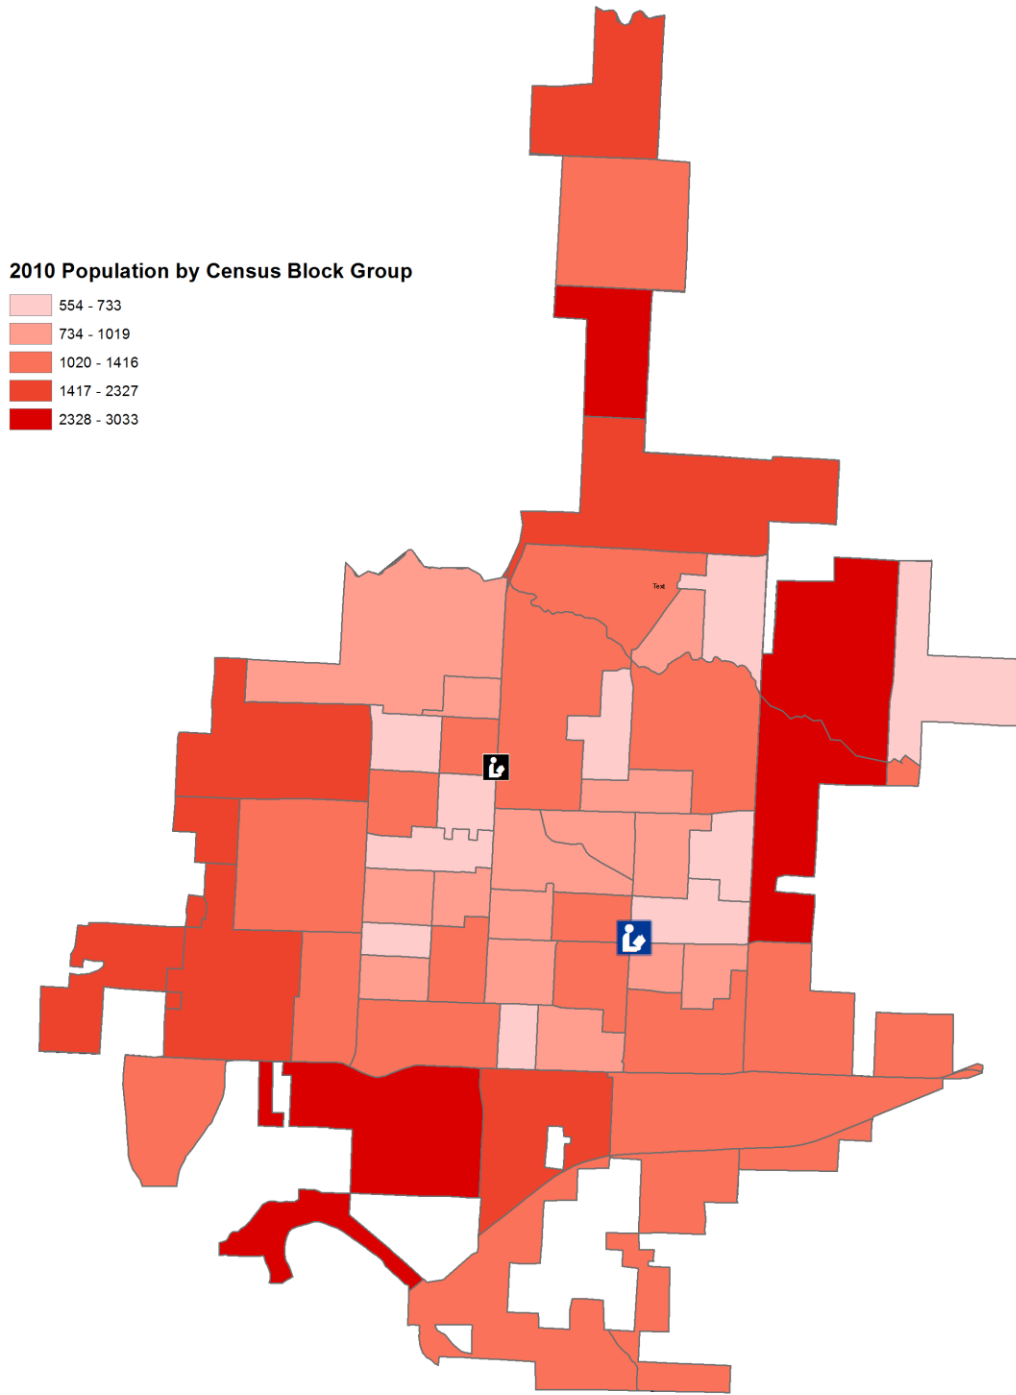 2010 Population by Census Block Group
554 - 733
734 - 1019
1020 - 1416
1417 - 2327
2328 - 3033
Text